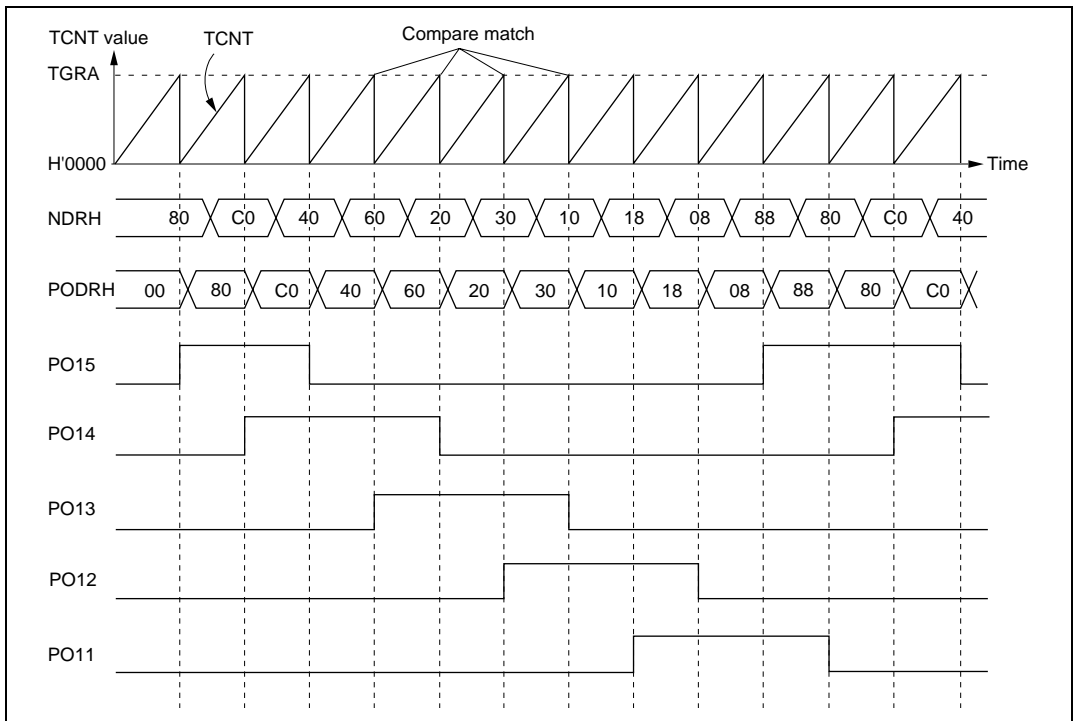 TCNT value
TCNT
Compare match
TGRA
H'0000
Time
NDRH 80 C0 40 60 20 30 10 18 08 88 80 C0 40
PODRH 00 80 C0 40 60 20 30 10 18 08 88 80 C0
PO15
PO14
PO13
PO12
PO11